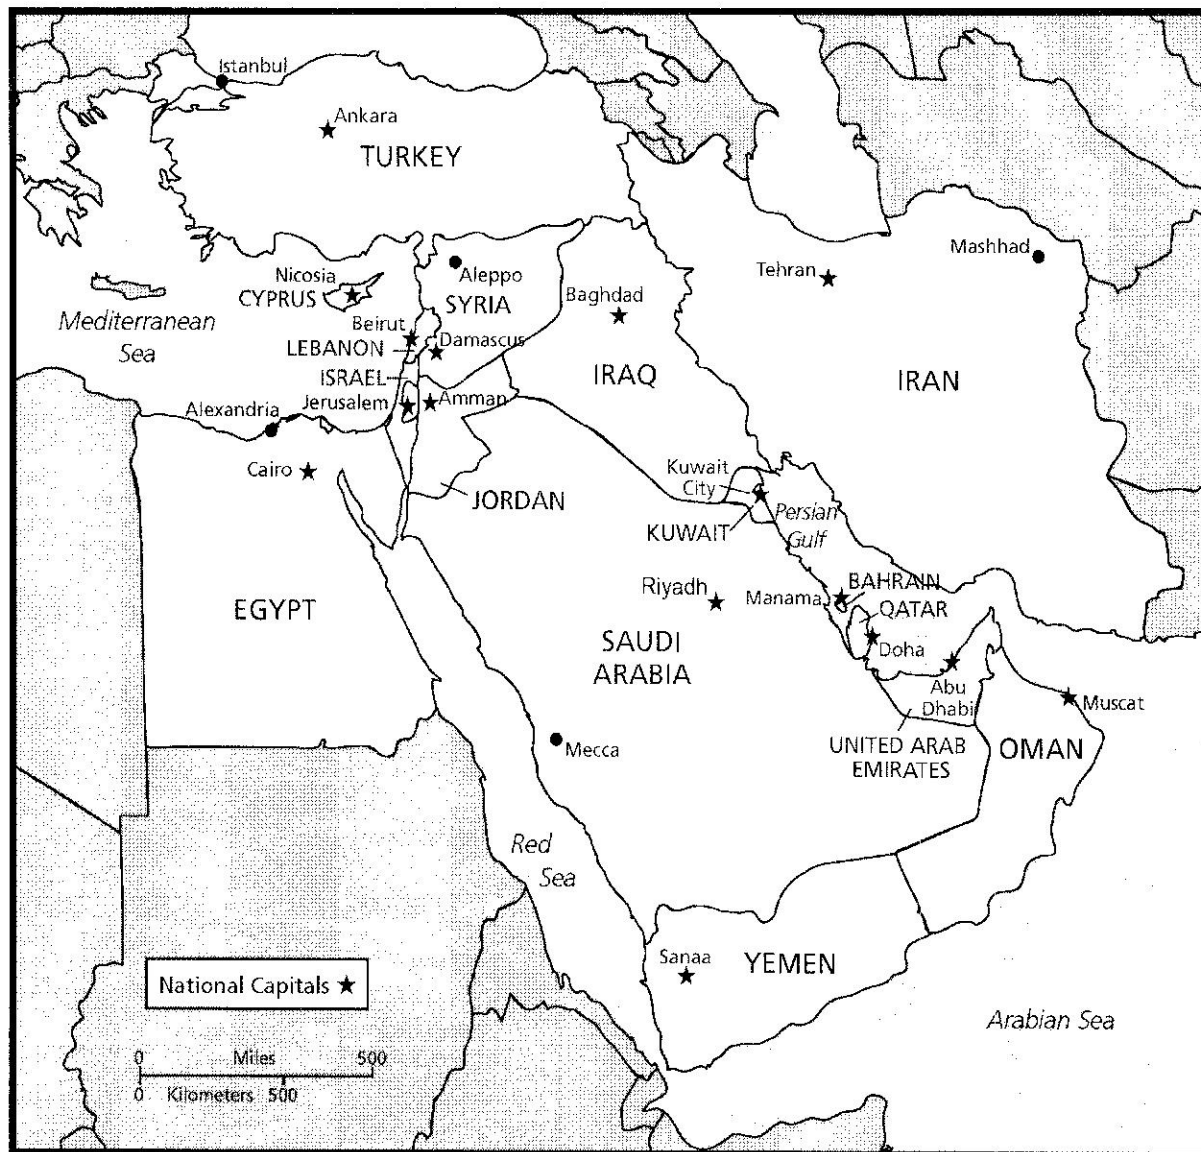 Istanbul
Ankara
TURKEY
Mashhad
Tehran
Nicosia
CYPRUS
Aleppo
SYRIA
Baghdad
Mediterranean
Sea
Beirut
LEBANON
Damascus
ISRAEL
Jerusalem
Amman
IRAQ
IRAN
Alexandria
Cairo
JORDAN
Kuwait
City
KUWAIT
Persian
Gulf
EGYPT
Riyadh
Manama
BAHRAIN
QATAR
Doha
SAUDI
ARABIA
Abu
Dhabi
Muscat
Mecca
UNITED ARAB
EMIRATES
OMAN
Red
Sea
Sanaa
YEMEN
National Capitals ★
Arabian Sea
0 Miles 500
0 Kilometers 500